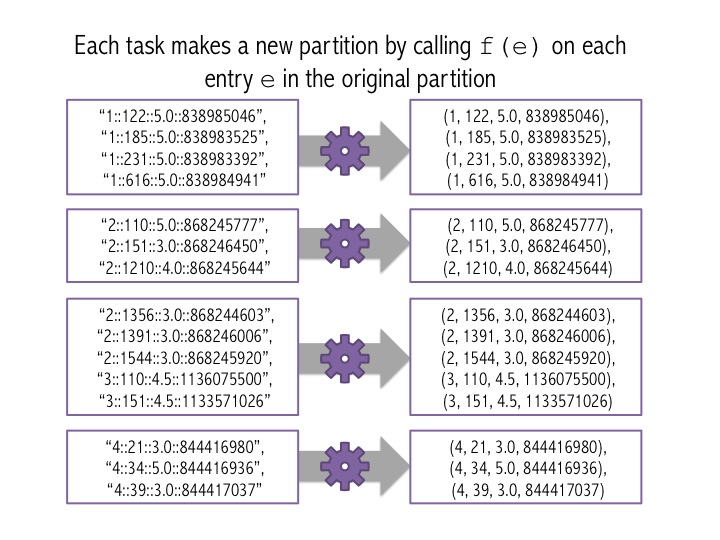 Each task makes a new partition by calling f(e) on each
entry e in the original partition
“1::122::5.0::838985046”,
“1::185::5.0::838983525”,
“1::231::5.0::838983392”,
“1::616::5.0::838984941”
(1, 122, 5.0, 838985046),
(1, 185, 5.0, 838983525),
(1, 231, 5.0, 838983392),
(1, 616, 5.0, 838984941)
“2::110::5.0::868245777”,
“2::151::3.0::868246450”,
“2::1210::4.0::868245644”
(2, 110, 5.0, 868245777),
(2, 151, 3.0, 868246450),
(2, 1210, 4.0, 868245644)
“2::1356::3.0::868244603”,
“2::1391::3.0::868246006”,
“2::1544::3.0::868245920”,
“3::110::4.5::1136075500”,
“3::151::4.5::1133571026”
(2, 1356, 3.0, 868244603),
(2, 1391, 3.0, 868246006),
(2, 1544, 3.0, 868245920),
(3, 110, 4.5, 1136075500),
(3, 151, 4.5, 1133571026)
“4::21::3.0::844416980”,
“4::34::5.0::844416936”,
“4::39::3.0::844417037”
(4, 21, 3.0, 844416980),
(4, 34, 5.0, 844416936),
(4, 39, 3.0, 844417037)